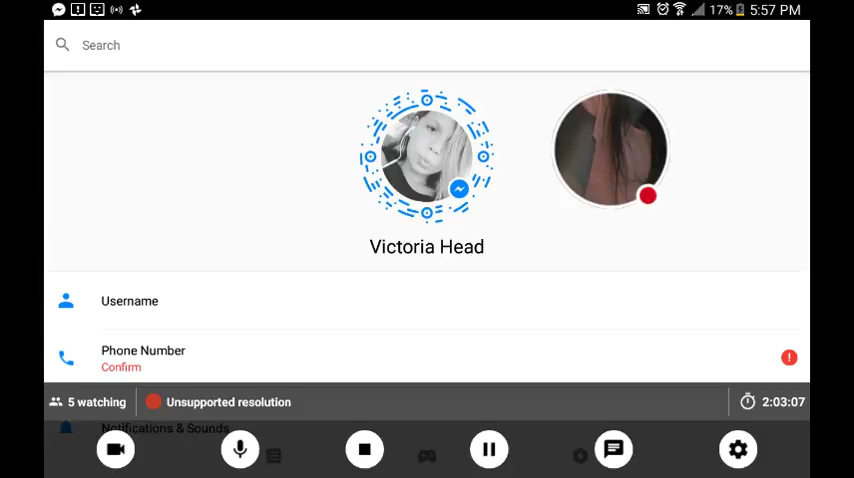 17% 5:57 PM
Search
Victoria Head
Username
Phone Number
Confirm
5 watching
Unsupported resolution
2:03:07
Notifications & Sounds